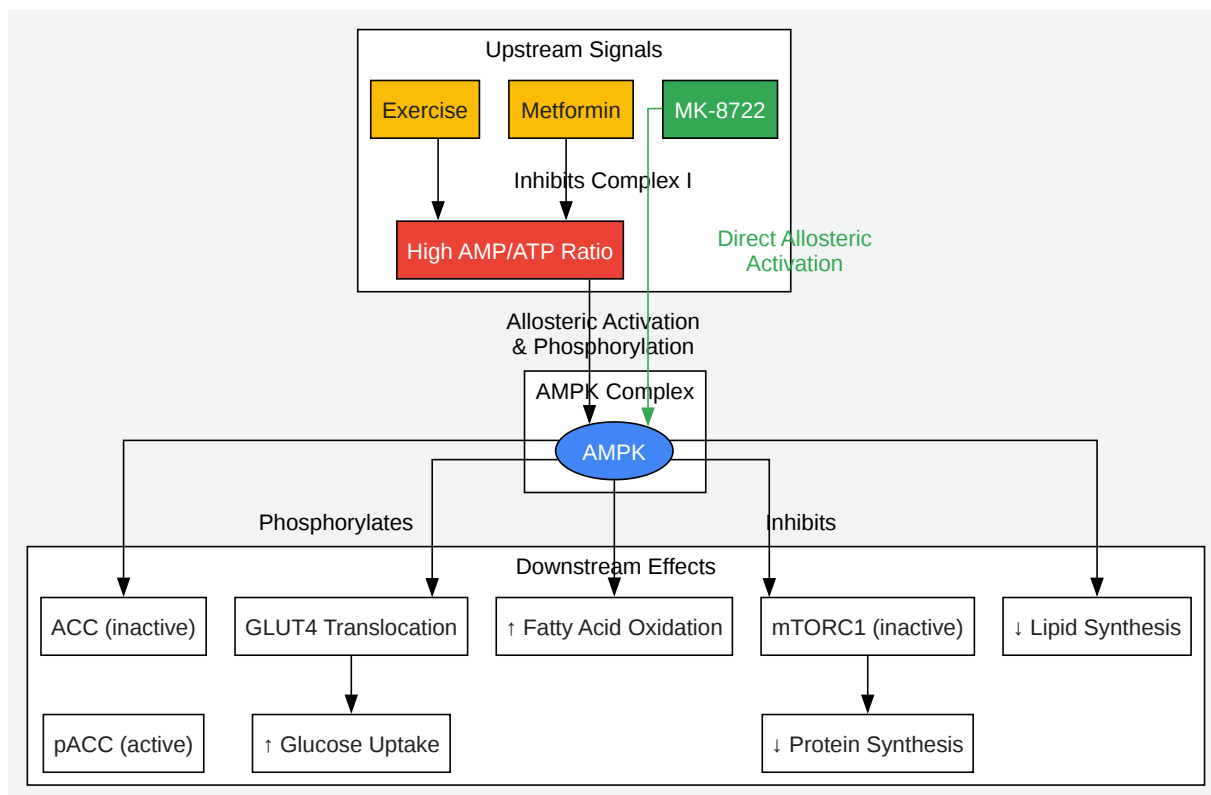 Upstream Signals
Exercise
Metformin
MK-8722
Inhibits Complex I
High AMP/ATP Ratio
Direct Allosteric
Activation
Allosteric Activation
& Phosphorylation
AMPK Complex
AMPK
Phosphorylates
Inhibits
Downstream Effects
ACC (inactive)
GLUT4 Translocation
↑ Fatty Acid Oxidation
mTORC1 (inactive)
↓ Lipid Synthesis
pACC (active)
↑ Glucose Uptake
↓ Protein Synthesis